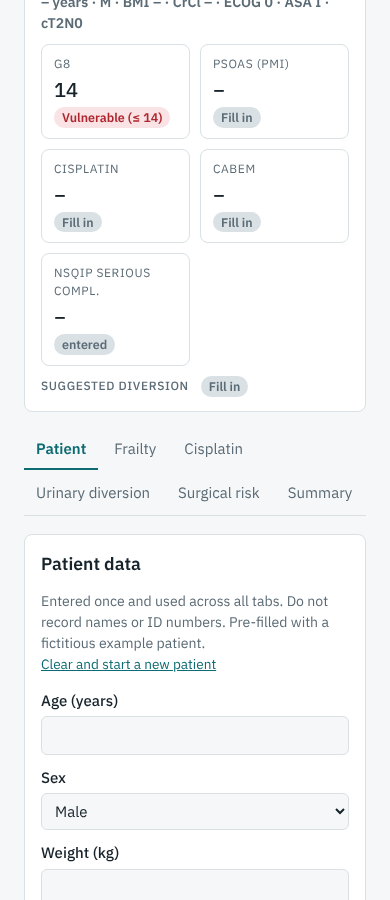 – years · M · BMI – · CrCl – · ECOG 0 · ASA I ·
cT2N0
G8
14
Vulnerable (≤ 14)
PSOAS (PMI)
–
Fill in
CISPLATIN
–
Fill in
CABEM
–
Fill in
NSQIP SERIOUS
COMPL.
–
entered
SUGGESTED DIVERSION Fill in
Patient Frailty Cisplatin
Urinary diversion Surgical risk Summary
Patient data
Entered once and used across all tabs. Do not
record names or ID numbers. Pre-filled with a
fictitious example patient.
Clear and start a new patient
Age (years)
Sex
Male
Weight (kg)